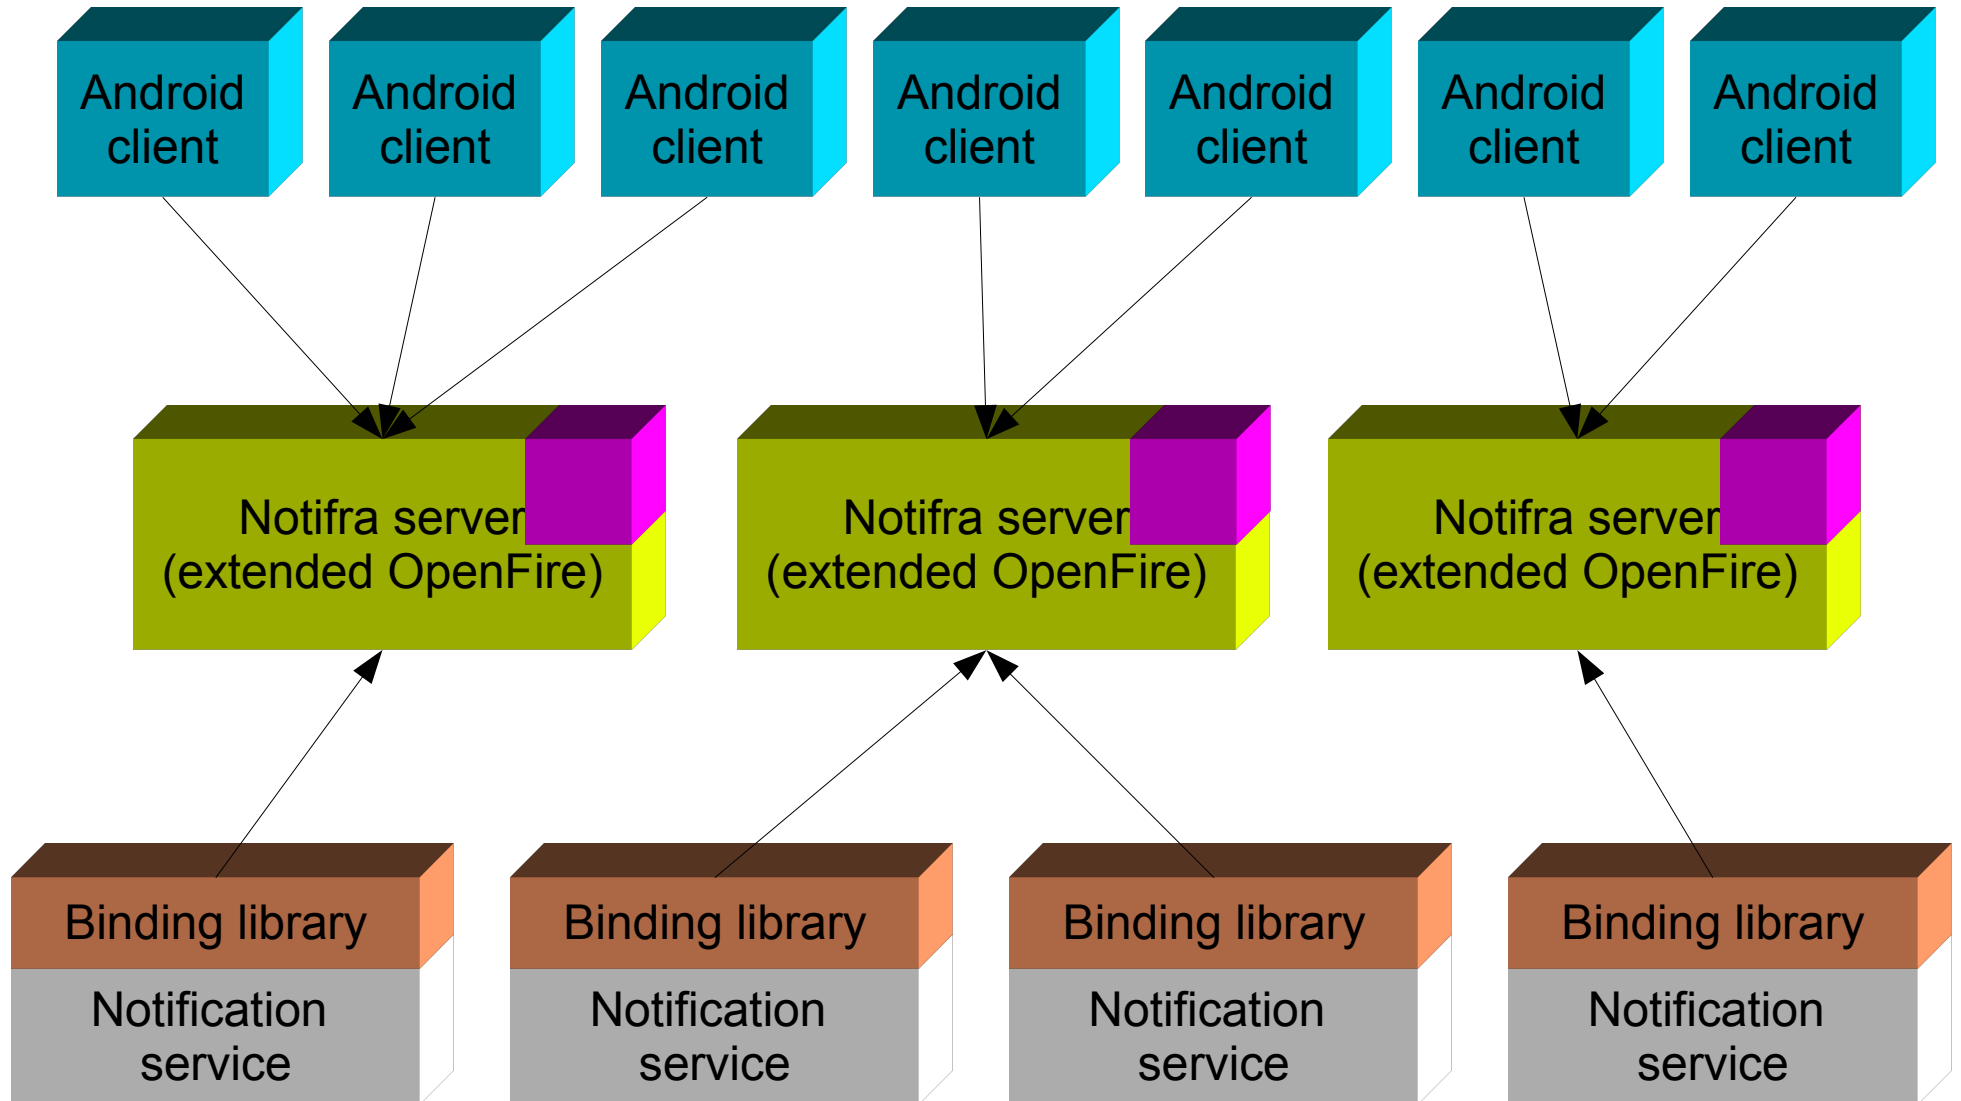 Android
client
Android
client
Android
client
Android
client
Android
client
Android
client
Android
client
Notifra server
(extended OpenFire)
Notifra server
(extended OpenFire)
Notifra server
(extended OpenFire)
Binding library
Notification
service
Binding library
Notification
service
Binding library
Notification
service
Binding library
Notification
service